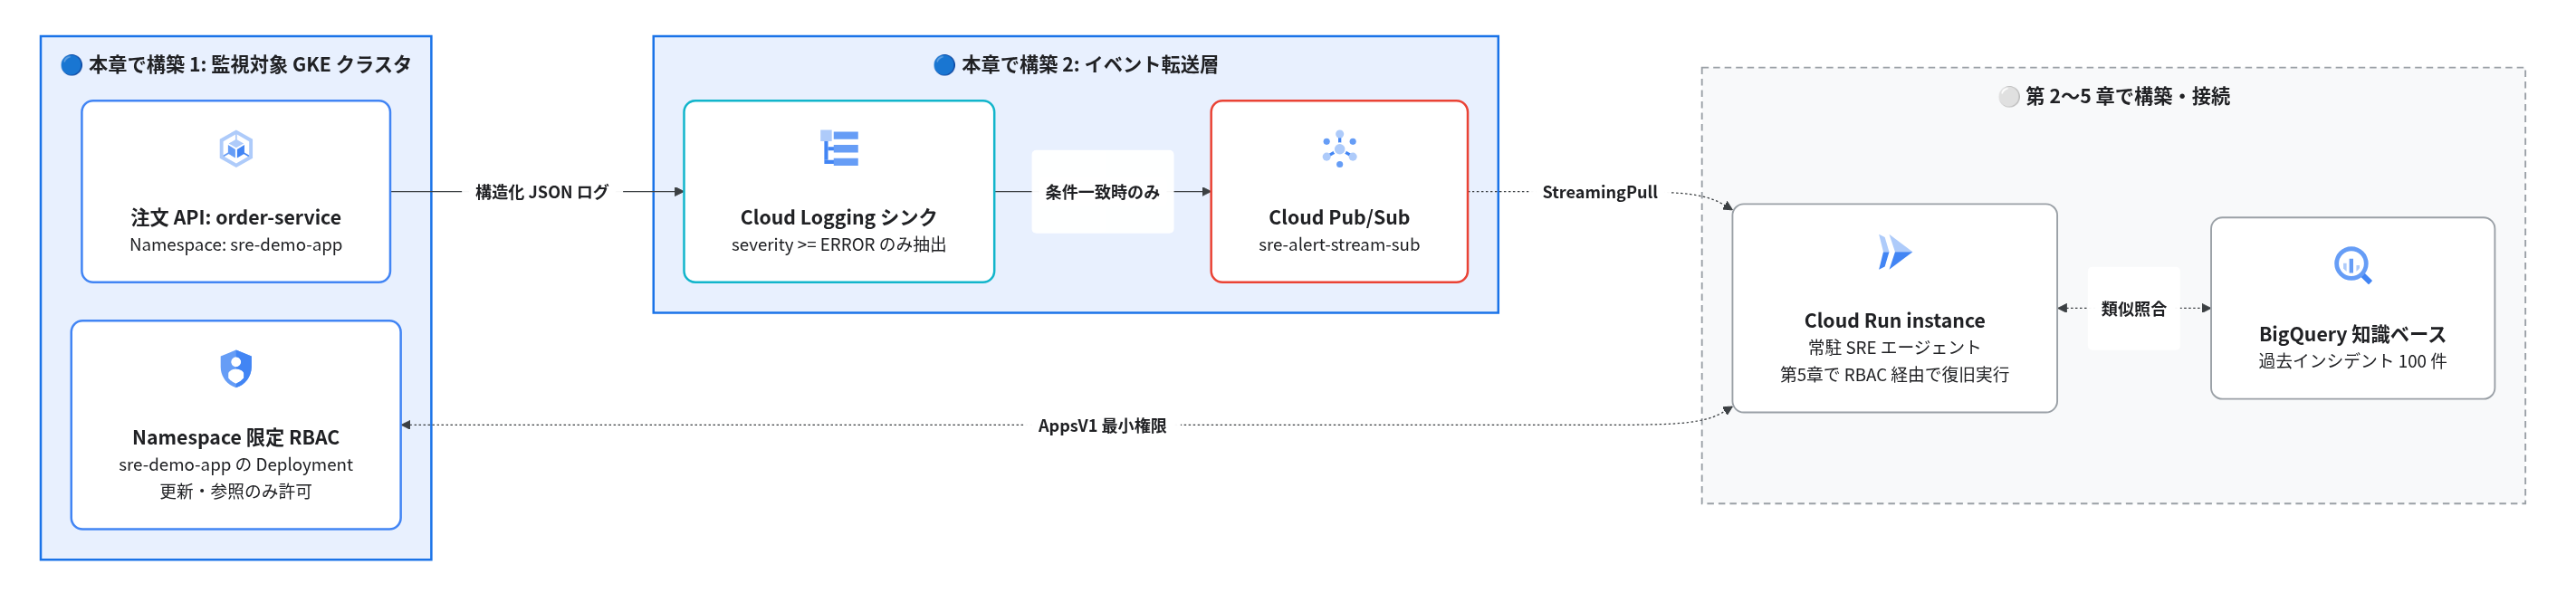 🔵 本章で構築 1: 監視対象 GKE クラスタ
注文 API: order-service
Namespace: sre-demo-app
Namespace 限定 RBAC
sre-demo-app の Deployment
更新・参照のみ許可
構造化 JSON ログ
🔵 本章で構築 2: イベント転送層
Cloud Logging シンク
severity >= ERROR のみ抽出
条件一致時のみ
Cloud Pub/Sub
sre-alert-stream-sub
StreamingPull
AppsV1 最小権限
⚪ 第 2〜5 章で構築・接続
Cloud Run instance
常駐 SRE エージェント
第5章で RBAC 経由で復旧実行
類似照合
BigQuery 知識ベース
過去インシデント 100 件